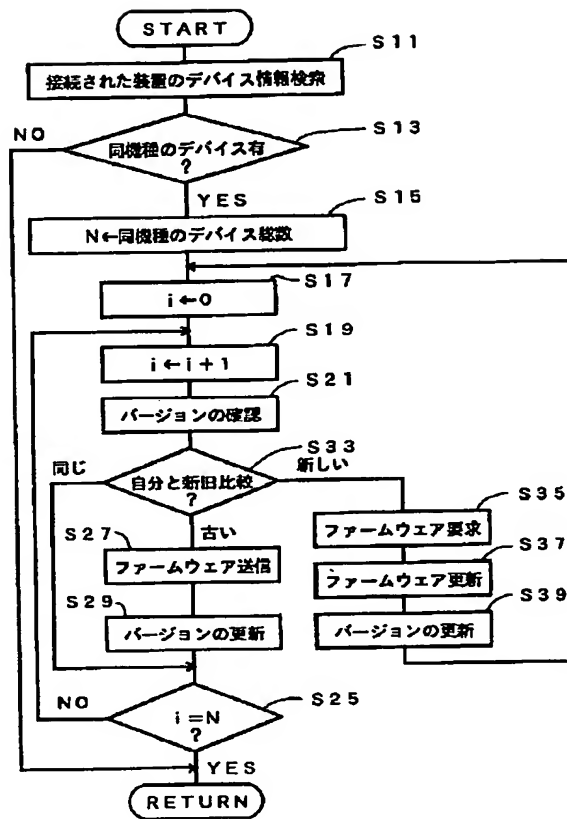 START
S11
接続された装置のデバイス情報検索
S13
NO
同機種のデバイス有
?
YES
S15
N←同機種のデバイス総数
S17
i←0
S19
i←i+1
S21
バージョンの確認
S33
同じ
新しい
自分と新旧比較
?
S35
S27
古い
ファームウェア要求
ファームウェア送信
S37
ファームウェア更新
S29
S39
バージョンの更新
バージョンの更新
NO
S25
i=N
?
YES
RETURN